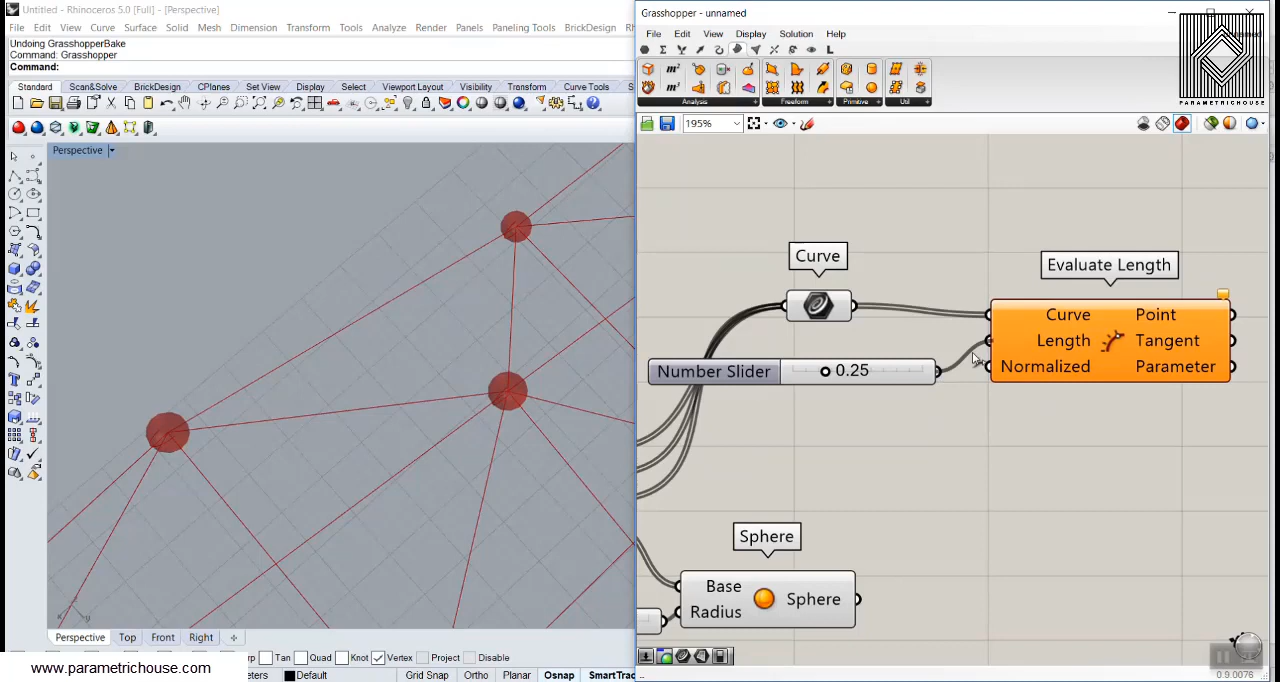 Untitled - Rhinoceros 5.0 [Full] - [Perspective]
File Edit View Curve Surface Solid Mesh Dimension Transform Tools Analyze Render Panels Paneling Tools BrickDesign
Undoing GrasshopperBake
Command: Grasshopper
Command:
Standard Scan&Solve BrickDesign CPlanes Set View Display Select Viewport Layout Visibility Transform Curve Tools
Perspective
Perspective Top Front Right
Tan Quad Knot Vertex Project Disable
Default Grid Snap Ortho Planar Osnap SmartTrac
www.parametrichouse.com
Grasshopper - unnamed
File Edit View Display Solution Help
Analysis Freeform Primitive Util
PARAMETRICHOUSE
195%
Curve
Evaluate Length
Curve Point
Length Tangent
Normalized Parameter
Number Slider 0.25
Sphere
Base
Radius
Sphere
0.9.0076